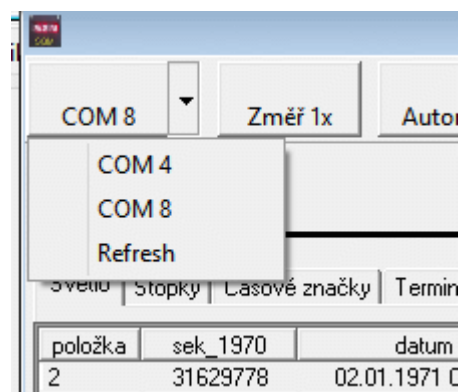 COM 8 Změř 1x
COM 4
COM 8
Refresh
Stopky Časové značky
položka sek_1970 datum
2 31629778 02.01.1971